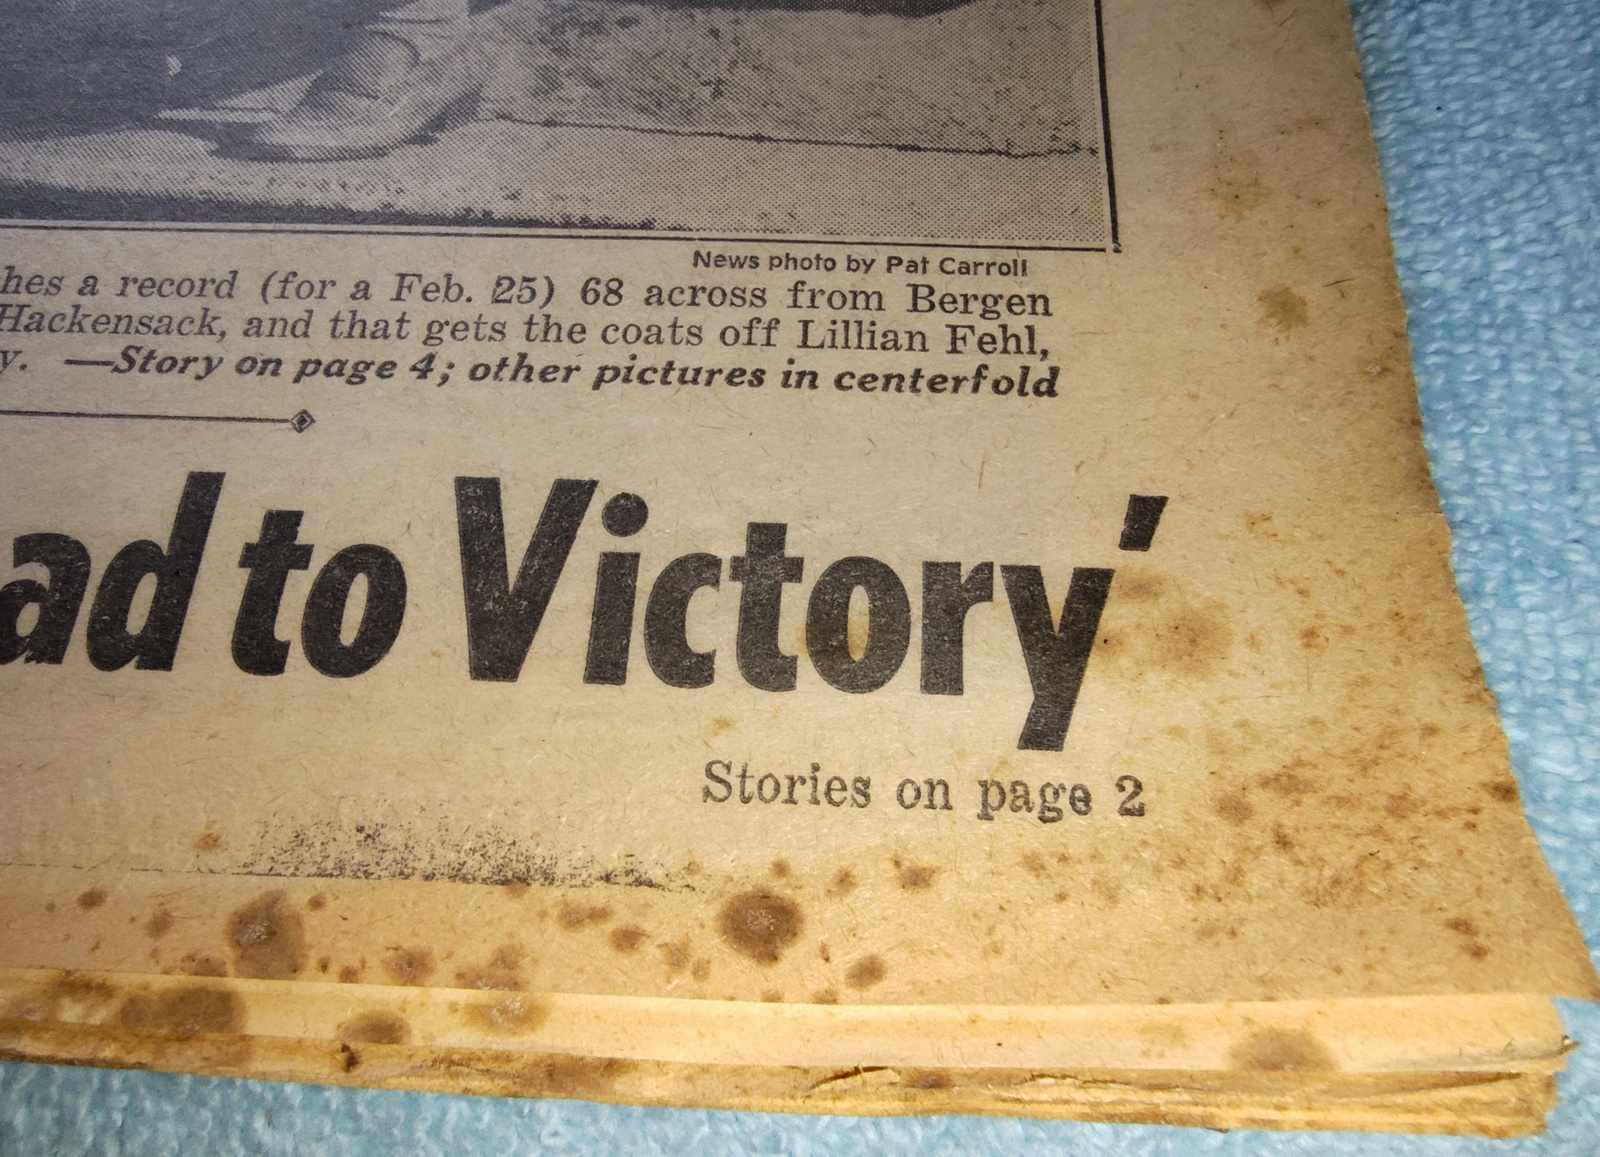 News photo by Pat Carroll
hes a record (for a Feb. 25) 68 across from Bergen
Hackensack, and that gets the coats off Lillian Fehl,
y. —Story on page 4; other pictures in centerfold
ad to Victory'
Stories on page 2